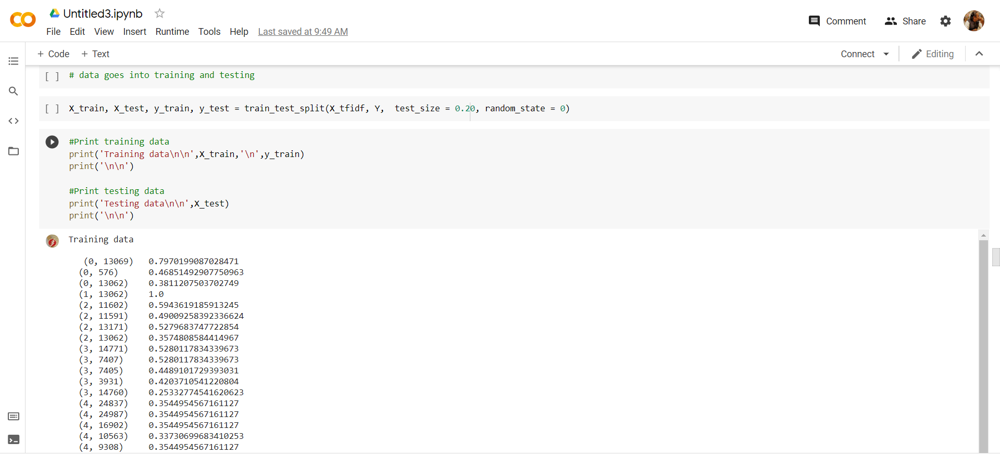 Untitled3.ipynb
File Edit View Insert Runtime Tools Help Last saved at 9:49 AM
Comment Share
+ Code + Text
Connect Editing
[ ] # data goes into training and testing
[ ] X_train, X_test, y_train, y_test = train_test_split(X_tfidf, Y,  test_size = 0.20, random_state = 0)
#Print training data
print('Training data\n\n',X_train,'\n',y_train)
print('\n\n')
#Print testing data
print('Testing data\n\n',X_test)
print('\n\n')
Training data
(0, 13069) 0.7970199087028471
(0, 576) 0.46851492907750963
(0, 13062) 0.3811207503702749
(1, 13062) 1.0
(2, 11602) 0.5943619185913245
(2, 11591) 0.49009258392336624
(2, 13171) 0.5279683747722854
(2, 13062) 0.3574808584414967
(3, 14771) 0.5280117834339673
(3, 7407) 0.5280117834339673
(3, 7405) 0.4489101729393031
(3, 3931) 0.4203710541220804
(3, 14760) 0.25332774541620623
(4, 24837) 0.3544954567161127
(4, 24987) 0.3544954567161127
(4, 16902) 0.3544954567161127
(4, 10563) 0.33730699683410253
(4, 9308) 0.3544954567161127